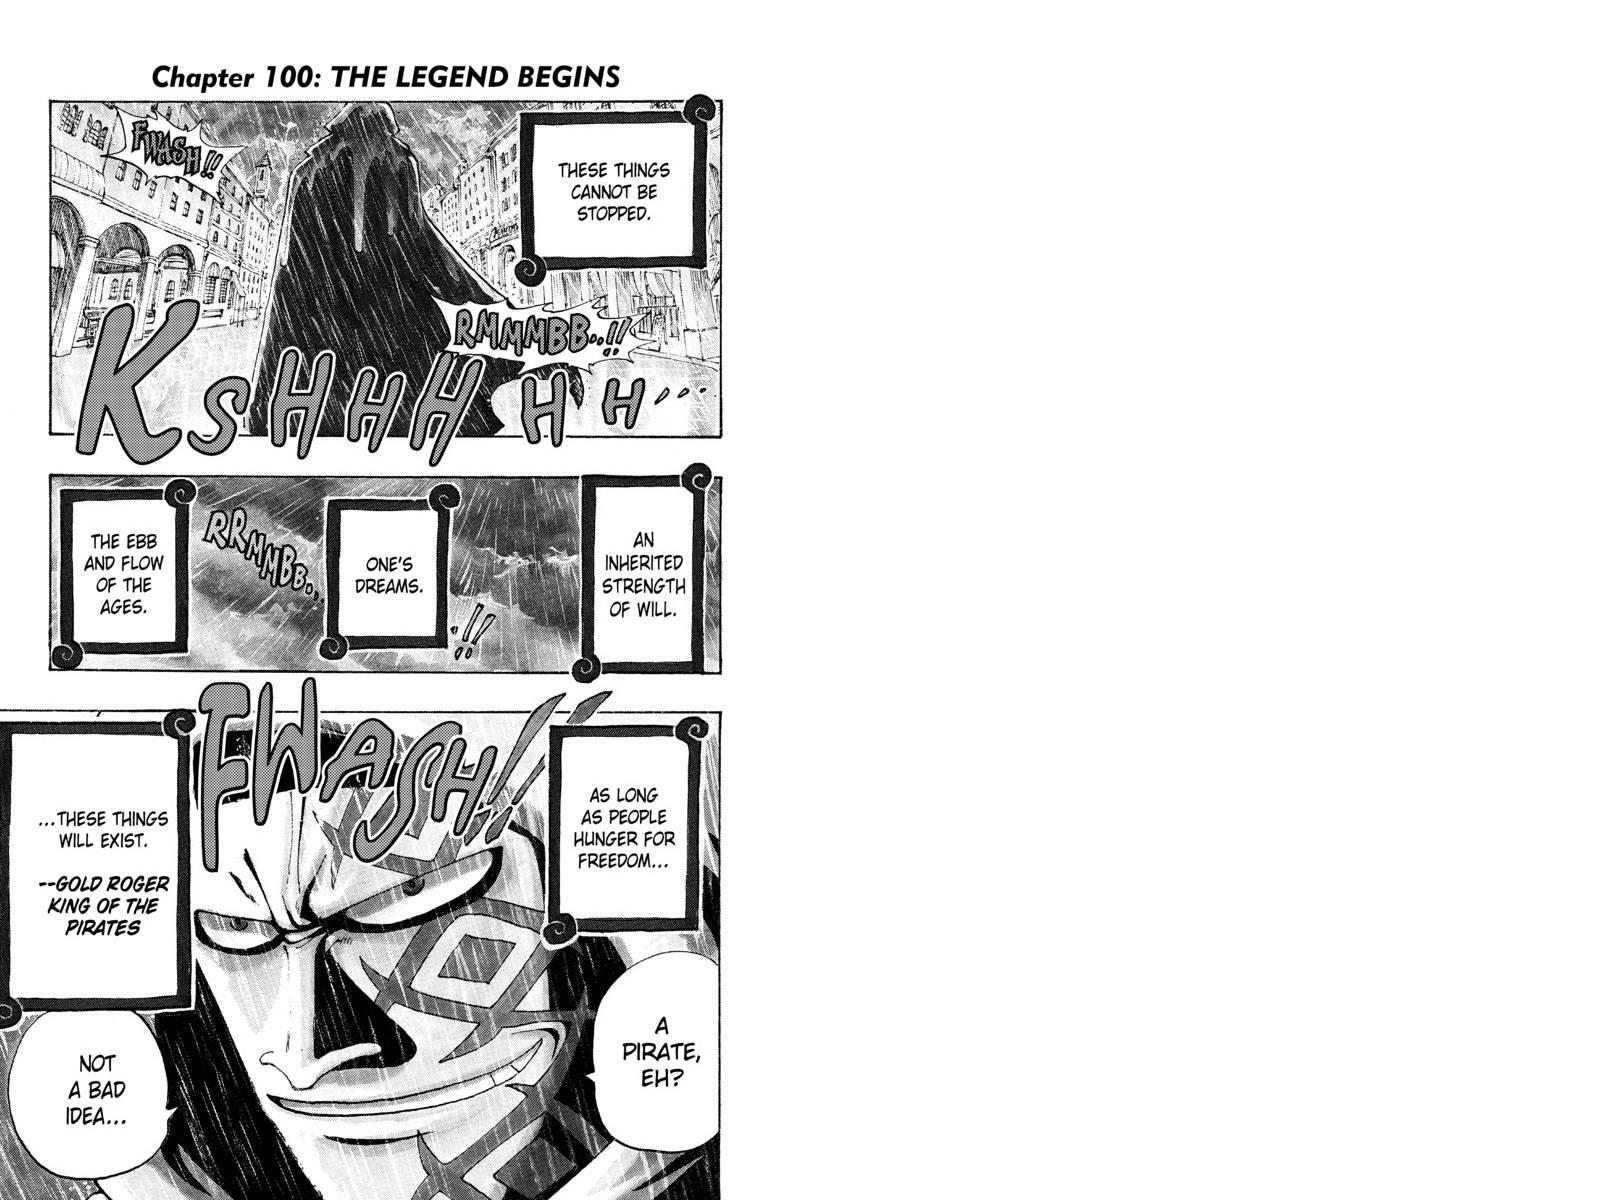 Chapter 100: THE LEGEND BEGINS
THESE THINGS
CANNOT BE
STOPPED.
FWASH!!
RMMMBB..!!
KSHHHHH...
AN
INHERITED
STRENGTH
OF WILL.
ONE'S
DREAMS.
RRMMBB..
..!!
THE EBB
AND FLOW
OF THE
AGES.
FWASH!!
AS LONG
AS PEOPLE
HUNGER FOR
FREEDOM...
...THESE THINGS
WILL EXIST.
--GOLD ROGER
KING OF THE
PIRATES
A
PIRATE,
EH?
NOT
A BAD
IDEA...